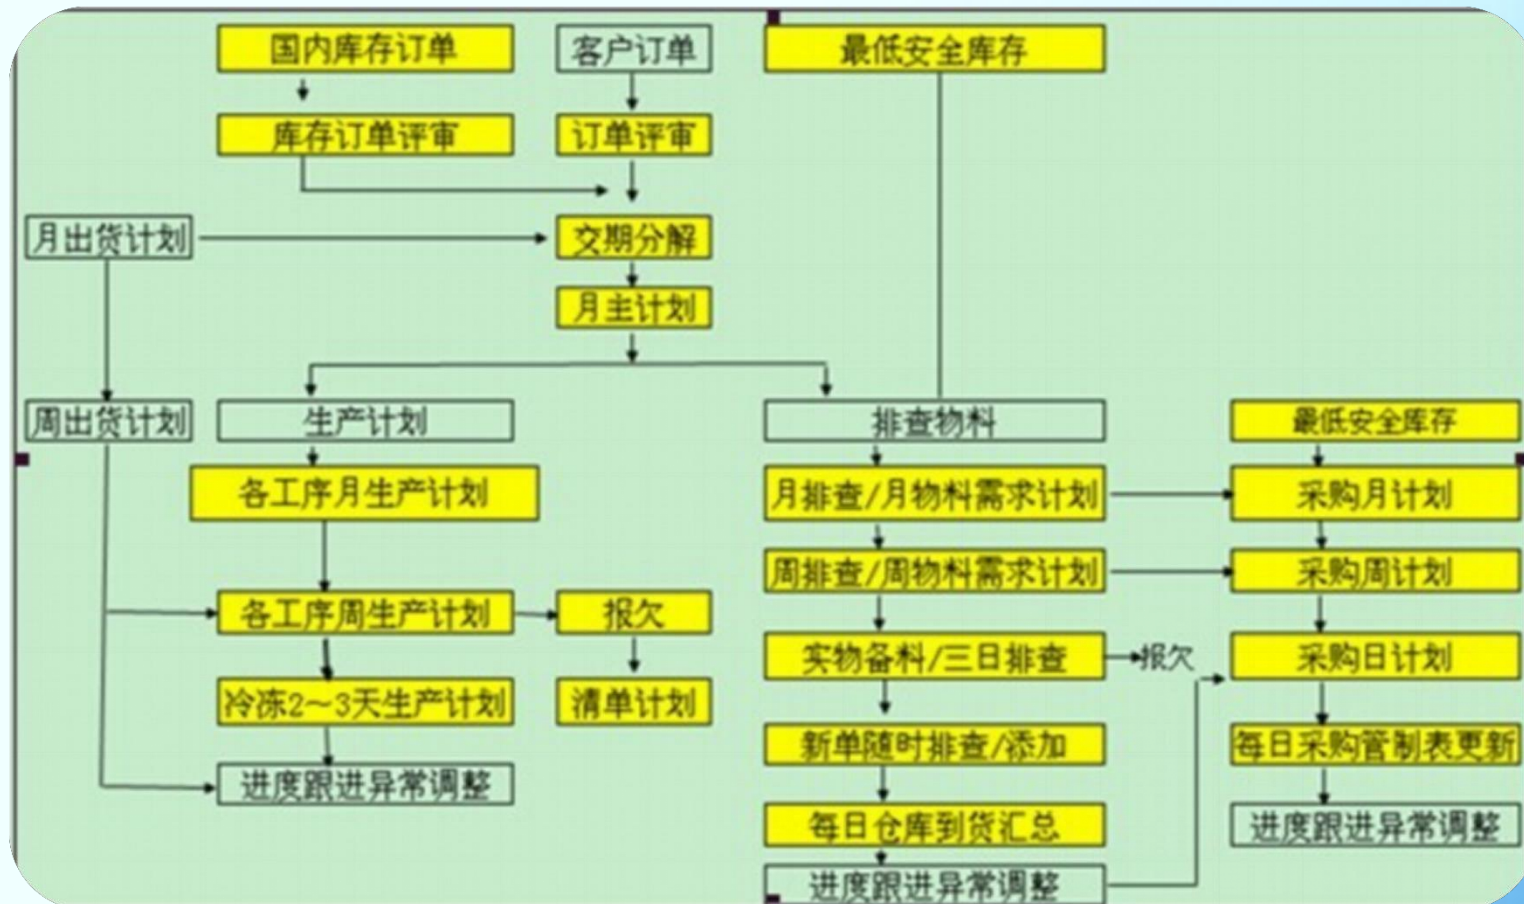 国内库存订单
客户订单
最低安全库存
库存订单评审
订单评审
月出货计划
交期分解
月主计划
周出货计划
生产计划
排查物料
最低安全库存
各工序月生产计划
月排查/月物料需求计划
采购月计划
周排查/周物料需求计划
采购周计划
各工序周生产计划
报欠
实物备料/三日排查
报欠
采购日计划
冷冻2～3天生产计划
清单计划
新单随时排查/添加
每日采购管制表更新
进度跟进异常调整
每日仓库到货汇总
进度跟进异常调整
进度跟进异常调整